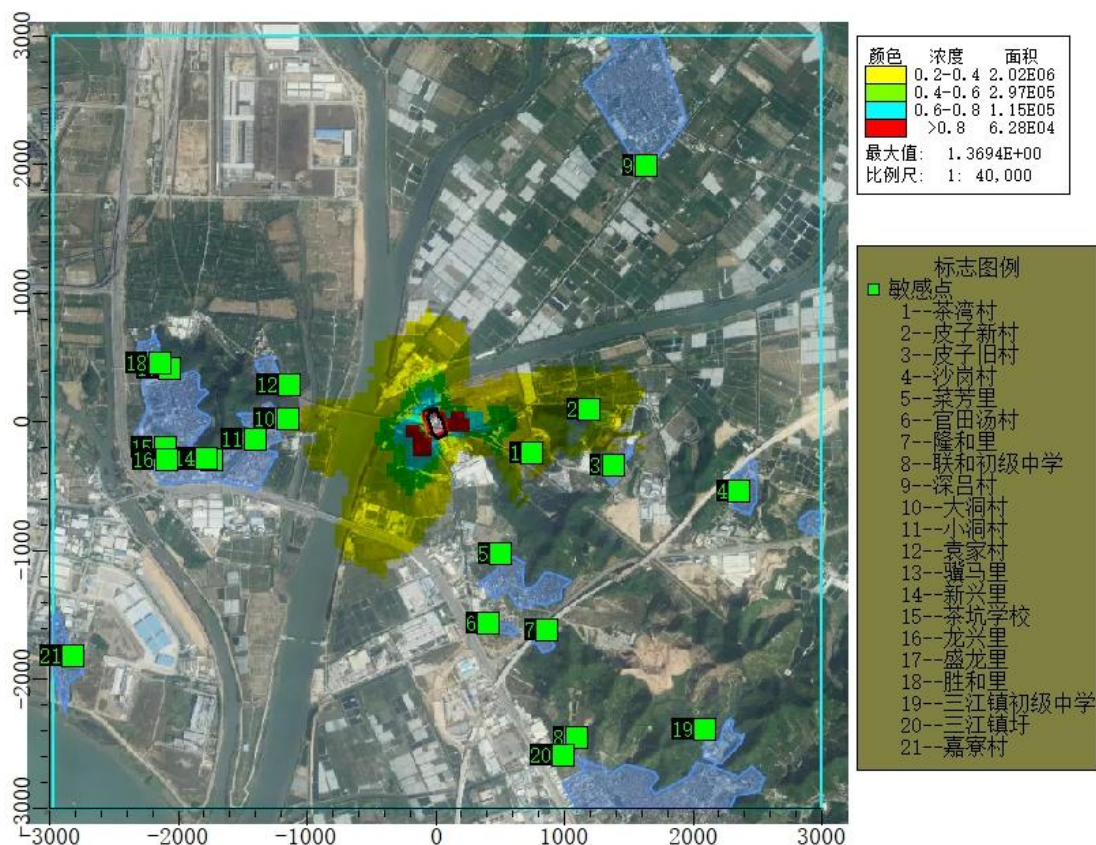 颜色 浓度 面积
0.2-0.4 2.02E06
0.4-0.6 2.97E05
0.6-0.8 1.15E05
>0.8 6.28E04
最大值: 1.3694E+00
比例尺: 1: 40,000
标志图例
敏感点
1--茶湾村
2--皮子新村
3--皮子旧村
4--沙岗村
5--菜芳里
6--官田汤村
7--隆和里
8--联和初级中学
9--深吕村
10--大洞村
11--小洞村
12--袁家村
13--骥马里
14--新兴里
15--茶坑学校
16--龙兴里
17--盛龙里
18--胜和里
19--三江镇初级中学
20--三江镇圩
21--嘉寮村
3000
2000
1000
0
-1000
-2000
-3000
-3000 -2000 -1000 0 1000 2000 3000
9
18
12
10
2
11
1
15
16
14
3
4
5
6
7
21
19
8
20